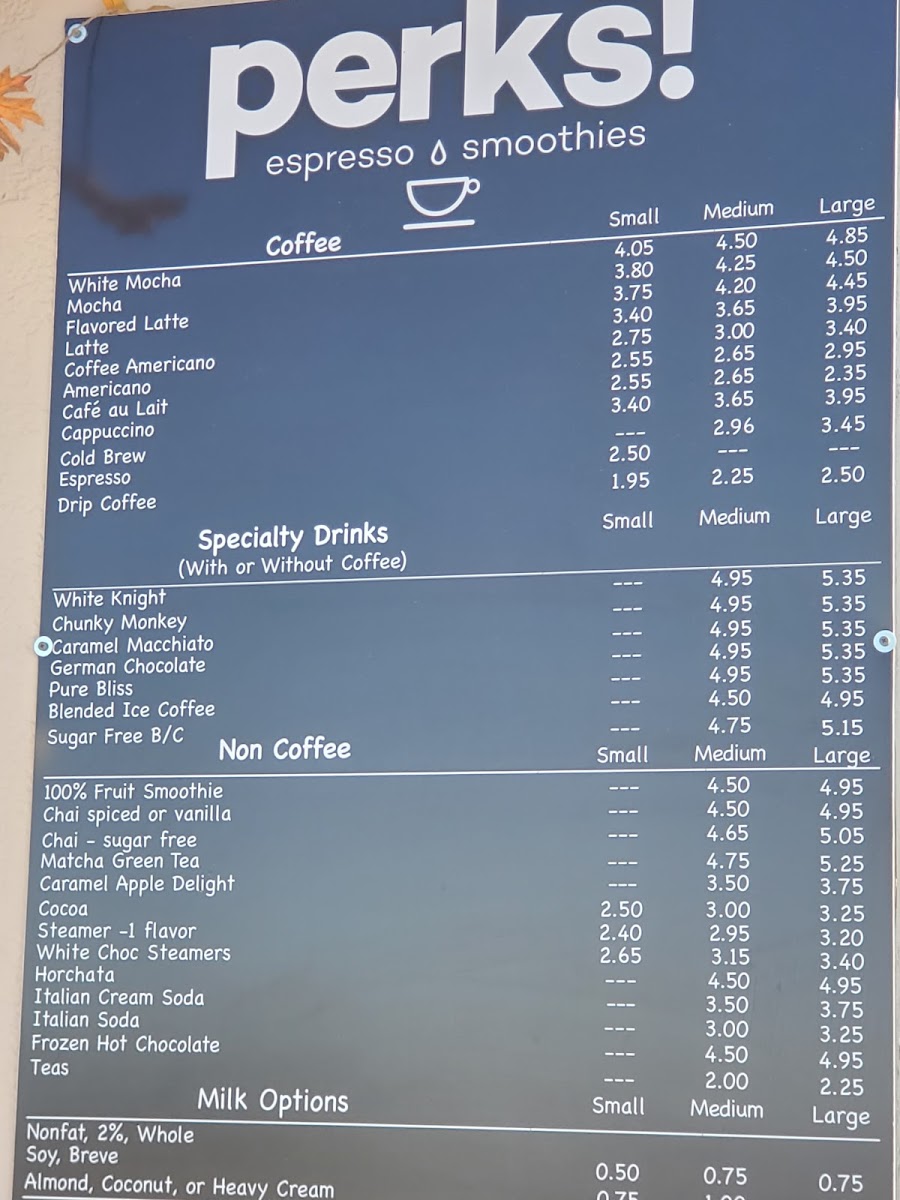 perks!
espresso smoothies
Coffee Small Medium Large
White Mocha 4.05 4.50 4.85
Mocha 3.80 4.25 4.50
Flavored Latte 3.75 4.20 4.45
Latte 3.40 3.65 3.95
Coffee Americano 2.75 3.00 3.40
Americano 2.55 2.65 2.95
Café au Lait 2.55 2.65 2.35
Cappuccino 3.40 3.65 3.95
Cold Brew --- 2.96 3.45
Espresso 2.50 --- ---
Drip Coffee 1.95 2.25 2.50
Specialty Drinks Small Medium Large
(With or Without Coffee)
White Knight --- 4.95 5.35
Chunky Monkey --- 4.95 5.35
Caramel Macchiato --- 4.95 5.35
German Chocolate --- 4.95 5.35
Pure Bliss --- 4.95 5.35
Blended Ice Coffee --- 4.50 4.95
Sugar Free B/C --- 4.75 5.15
Non Coffee Small Medium Large
100% Fruit Smoothie --- 4.50 4.95
Chai spiced or vanilla --- 4.50 4.95
Chai - sugar free --- 4.65 5.05
Matcha Green Tea --- 4.75 5.25
Caramel Apple Delight --- 3.50 3.75
Cocoa 2.50 3.00 3.25
Steamer -1 flavor 2.40 2.95 3.20
White Choc Steamers 2.65 3.15 3.40
Horchata --- 4.50 4.95
Italian Cream Soda --- 3.50 3.75
Italian Soda --- 3.00 3.25
Frozen Hot Chocolate --- 4.50 4.95
Teas --- 2.00 2.25
Milk Options Small Medium Large
Nonfat, 2%, Whole
Soy, Breve 0.50 0.75 0.75
Almond, Coconut, or Heavy Cream 0.75